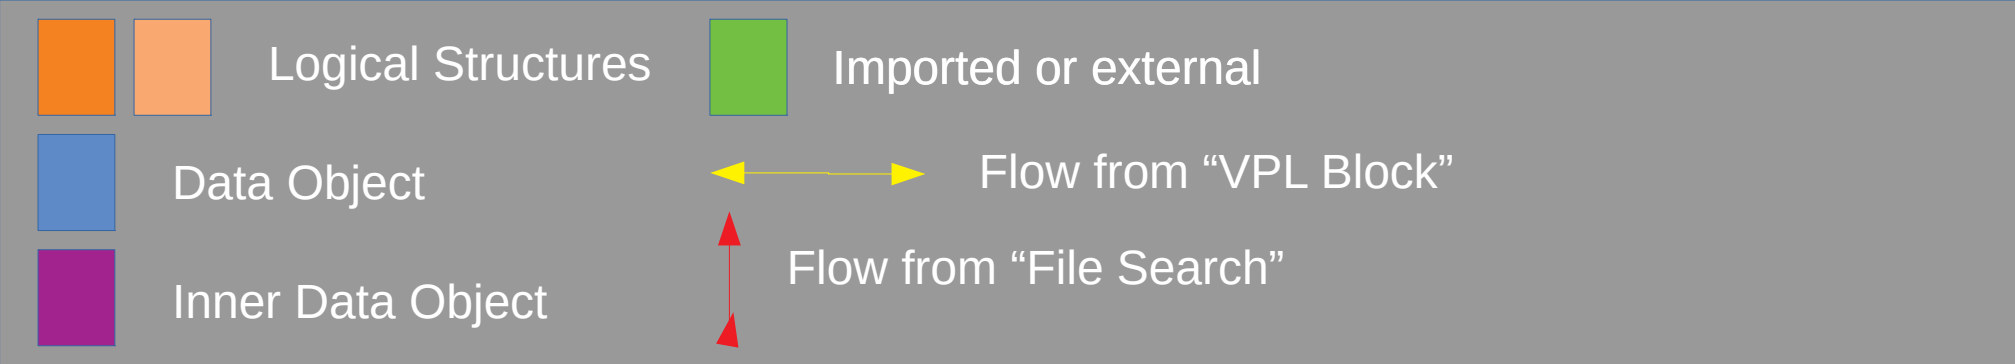 Logical Structures
Imported or external
Data Object
Flow from “VPL Block”
Flow from “File Search”
Inner Data Object